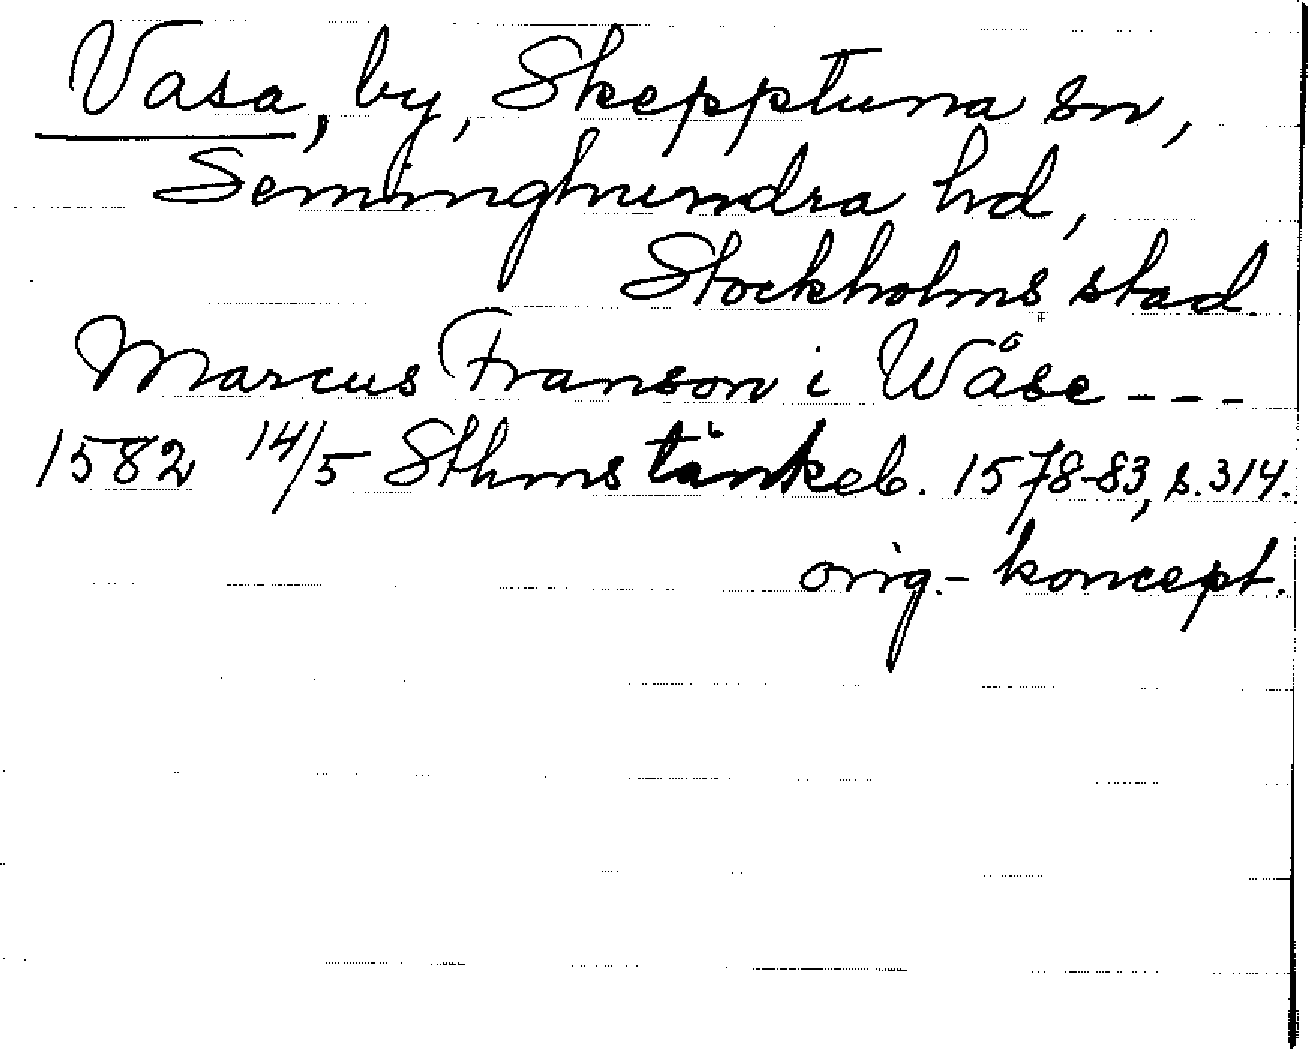 Vasa, by, Skepptuna sn,
Seminghundra hd,
Stockholms stad.
Marcus Franson i Wåse ---
1582 14/5 Sthms tänkeb. 1578-83, s. 314.
orig.- koncept.